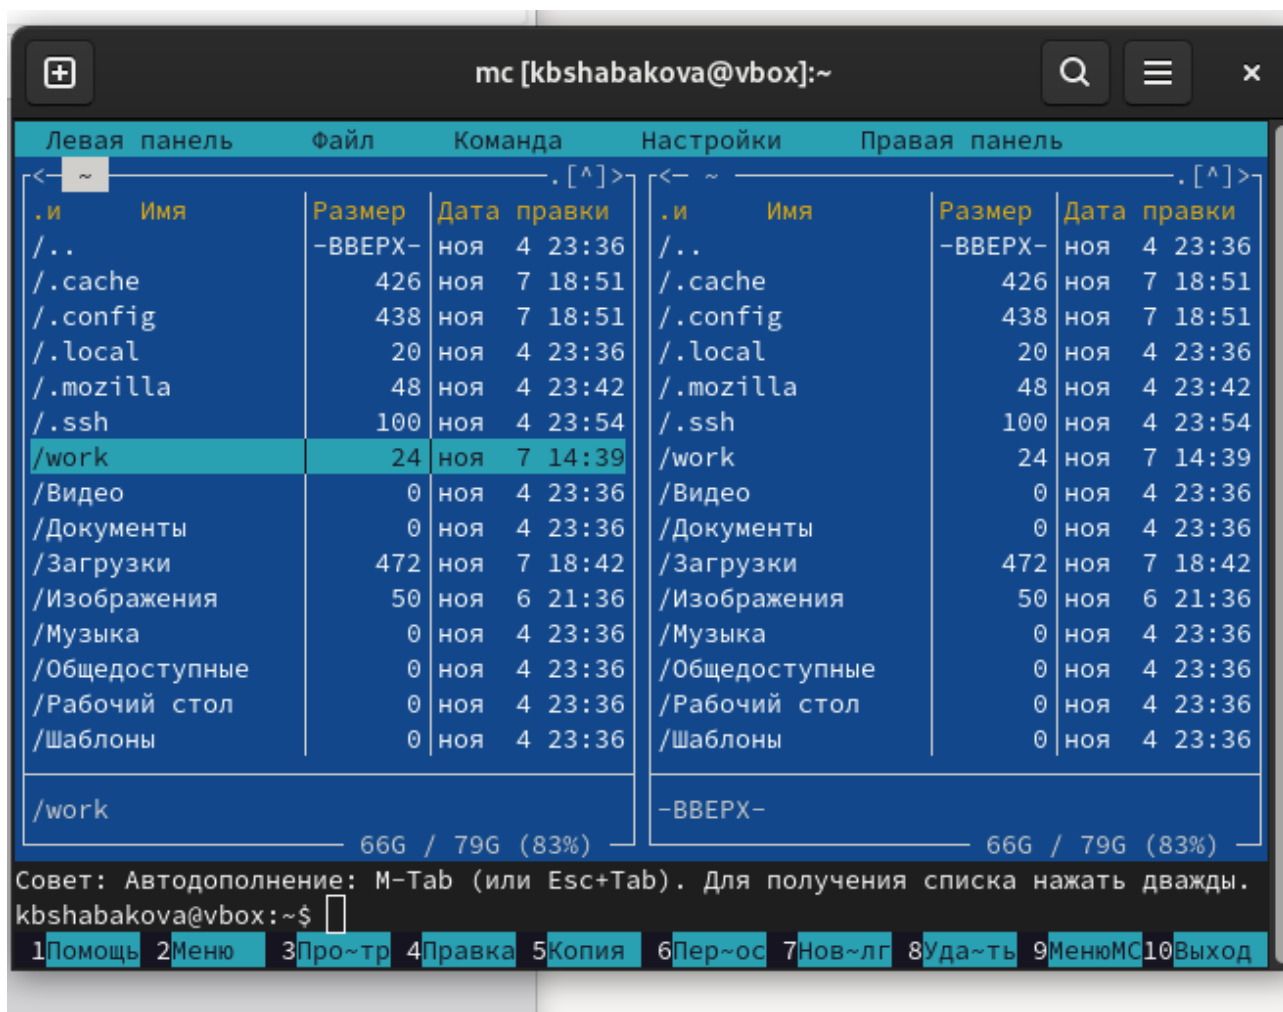 mc [kbshabakova@vbox]:~
Левая панель Файл Команда Настройки Правая панель
<— ~ .[^]> <— ~ .[^]>
.и Имя Размер Дата правки .и Имя Размер Дата правки
/.. -ВВЕРХ- ноя 4 23:36 /.. -ВВЕРХ- ноя 4 23:36
/.cache 426 ноя 7 18:51 /.cache 426 ноя 7 18:51
/.config 438 ноя 7 18:51 /.config 438 ноя 7 18:51
/.local 20 ноя 4 23:36 /.local 20 ноя 4 23:36
/.mozilla 48 ноя 4 23:42 /.mozilla 48 ноя 4 23:42
/.ssh 100 ноя 4 23:54 /.ssh 100 ноя 4 23:54
/work 24 ноя 7 14:39 /work 24 ноя 7 14:39
/Видео 0 ноя 4 23:36 /Видео 0 ноя 4 23:36
/Документы 0 ноя 4 23:36 /Документы 0 ноя 4 23:36
/Загрузки 472 ноя 7 18:42 /Загрузки 472 ноя 7 18:42
/Изображения 50 ноя 6 21:36 /Изображения 50 ноя 6 21:36
/Музыка 0 ноя 4 23:36 /Музыка 0 ноя 4 23:36
/Общедоступные 0 ноя 4 23:36 /Общедоступные 0 ноя 4 23:36
/Рабочий стол 0 ноя 4 23:36 /Рабочий стол 0 ноя 4 23:36
/Шаблоны 0 ноя 4 23:36 /Шаблоны 0 ноя 4 23:36
/work -ВВЕРХ-
66G / 79G (83%) 66G / 79G (83%)
Совет: Автодополнение: M-Tab (или Esc+Tab). Для получения списка нажать дважды.
kbshabakova@vbox:~$
1Помощь 2Меню 3Про~тр 4Правка 5Копия 6Пер~ос 7Нов~лг 8Уда~ть 9МенюMC 10Выход